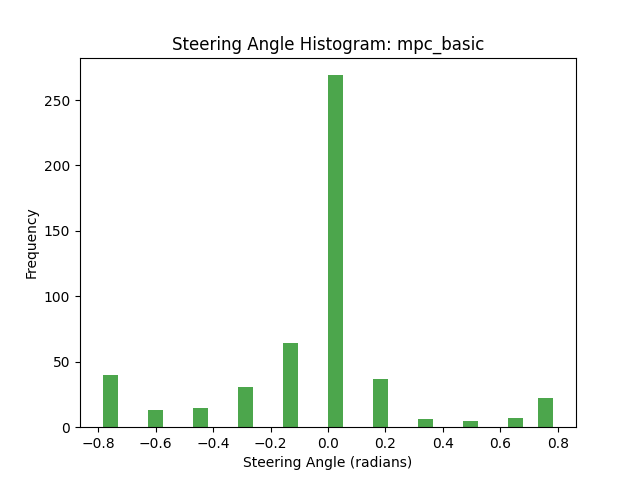 Steering Angle Histogram: mpc_basic
250
200
150
100
50
0
Frequency
−0.8 −0.6 −0.4 −0.2 0.0 0.2 0.4 0.6 0.8
Steering Angle (radians)